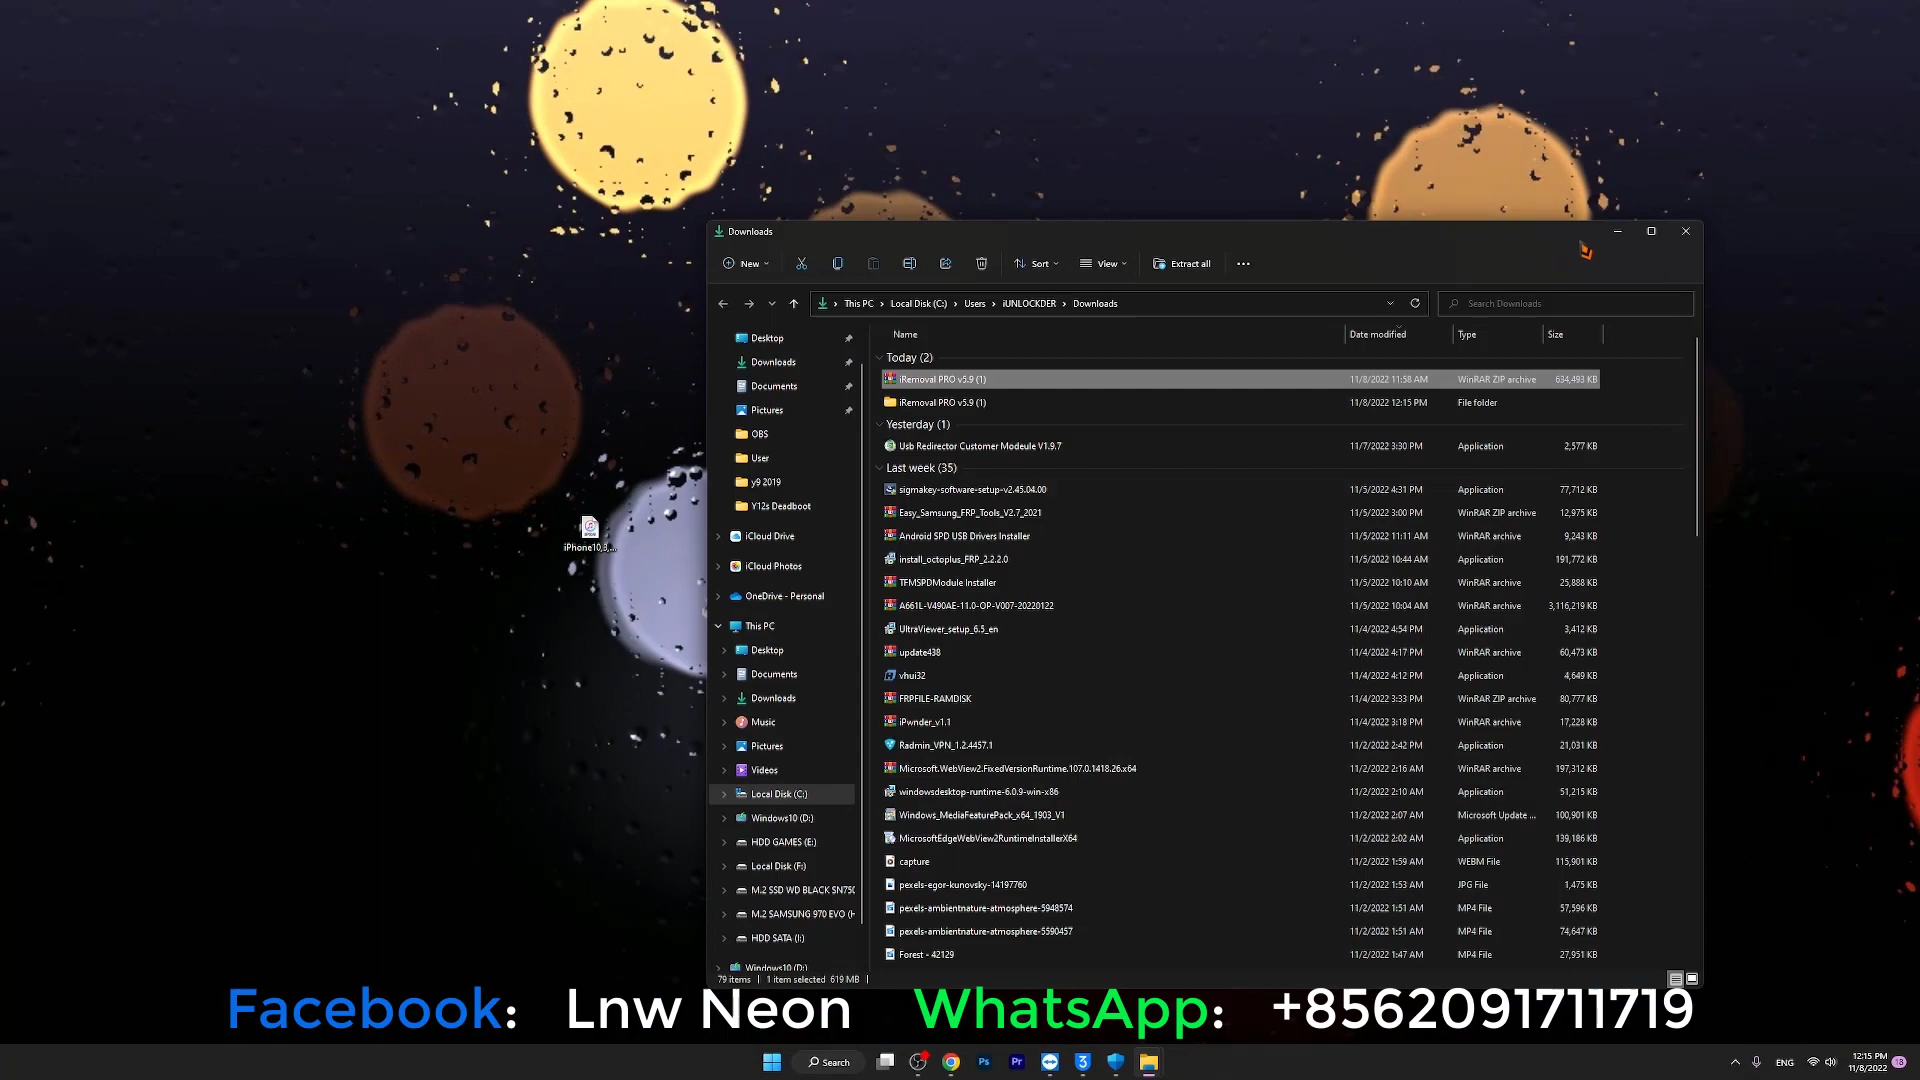 Downloads
New
Sort
View
Extract all
This PC > Local Disk (C:) > Users > iUNLOCKDER > Downloads
Search Downloads
Name Date modified Type Size
Desktop
Downloads
Documents
Pictures
OBS
User
y9 2019
Y12s Deadboot
iCloud Drive
iCloud Photos
OneDrive - Personal
This PC
Desktop
Documents
Downloads
Music
Pictures
Videos
Local Disk (C:)
Windows10 (D:)
HDD GAMES (E:)
Local Disk (F:)
M.2 SSD WD BLACK SN750
M.2 SAMSUNG 970 EVO (H
HDD SATA (I:)
Windows10 (D:)
Today (2)
iRemoval PRO v5.9 (1) 11/8/2022 11:58 AM WinRAR ZIP archive 634,493 KB
iRemoval PRO v5.9 (1) 11/8/2022 12:15 PM File folder
Yesterday (1)
Usb Redirector Customer Modeule V1.9.7 11/7/2022 3:30 PM Application 2,577 KB
Last week (35)
sigmakey-software-setup-v2.45.04.00 11/5/2022 4:31 PM Application 77,712 KB
Easy_Samsung_FRP_Tools_V2.7_2021 11/5/2022 3:00 PM WinRAR ZIP archive 12,975 KB
Android SPD USB Drivers Installer 11/5/2022 11:11 AM WinRAR archive 9,243 KB
install_octoplus_FRP_2.2.2.0 11/5/2022 10:44 AM Application 191,772 KB
TFMSPDModule Installer 11/5/2022 10:10 AM WinRAR archive 25,888 KB
A661L-V490AE-11.0-OP-V007-20220122 11/5/2022 10:04 AM WinRAR archive 3,116,219 KB
UltraViewer_setup_6.5_en 11/4/2022 4:54 PM Application 3,412 KB
update438 11/4/2022 4:17 PM WinRAR archive 60,473 KB
vhui32 11/4/2022 4:12 PM Application 4,649 KB
FRPFILE-RAMDISK 11/4/2022 3:33 PM WinRAR ZIP archive 80,777 KB
iPwnder_v1.1 11/4/2022 3:18 PM WinRAR archive 17,228 KB
Radmin_VPN_1.2.4457.1 11/2/2022 2:42 PM Application 21,031 KB
Microsoft.WebView2.FixedVersionRuntime.107.0.1418.26.x64 11/2/2022 2:16 AM WinRAR archive 197,312 KB
windowsdesktop-runtime-6.0.9-win-x86 11/2/2022 2:10 AM Application 51,215 KB
Windows_MediaFeaturePack_x64_1903_V1 11/2/2022 2:07 AM Microsoft Update ... 100,901 KB
MicrosoftEdgeWebView2RuntimeInstallerX64 11/2/2022 2:02 AM Application 139,186 KB
capture 11/2/2022 1:59 AM WEBM File 115,901 KB
pexels-egor-kunovsky-14197760 11/2/2022 1:53 AM JPG File 1,475 KB
pexels-ambientnature-atmosphere-5948574 11/2/2022 1:51 AM MP4 File 57,596 KB
pexels-ambientnature-atmosphere-5590457 11/2/2022 1:51 AM MP4 File 74,647 KB
Forest - 42129 11/2/2022 1:47 AM MP4 File 27,951 KB
79 items 1 item selected 619 MB
iPhone10,3,...
Facebook: Lnw Neon WhatsApp: +8562091711719
Search
Ps
Pr
3
ENG
12:15 PM
11/8/2022
18